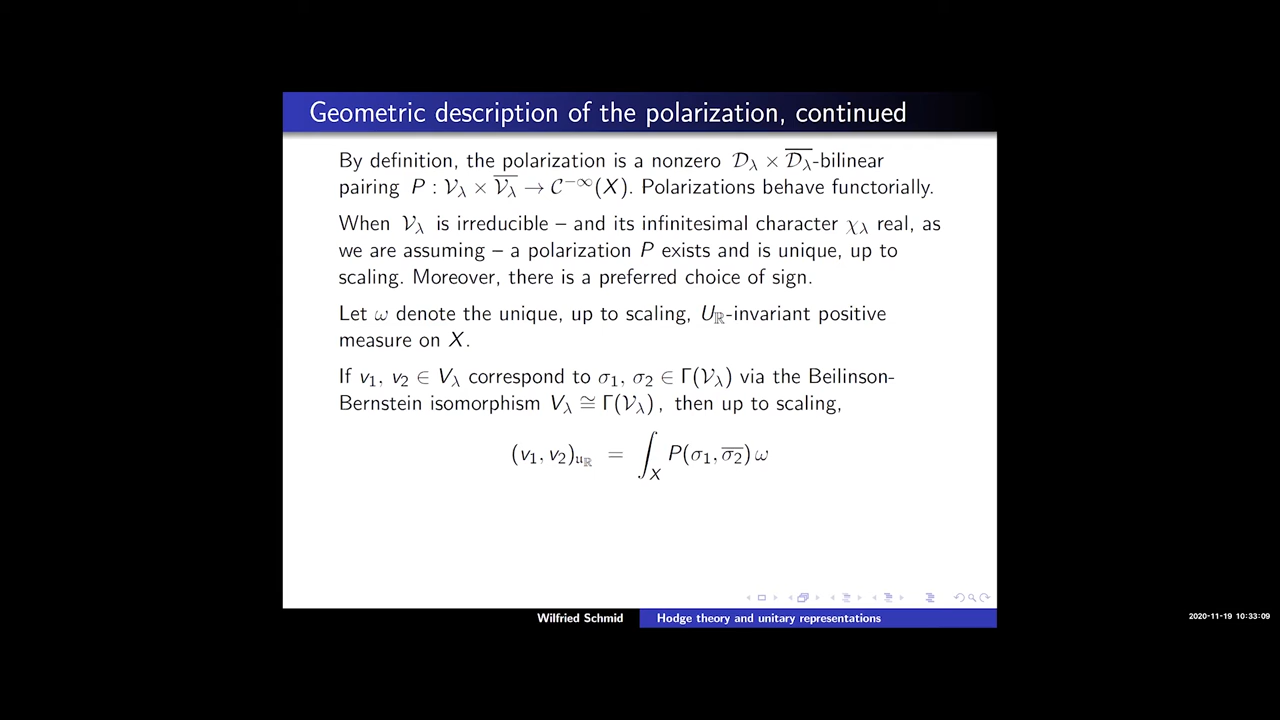 Geometric description of the polarization, continued
By definition, the polarization is a nonzero 𝒟_λ × \overline{𝒟_λ}-bilinear
pairing P : 𝒱_λ × \overline{𝒱_λ} → 𝒞^{−∞}(X). Polarizations behave functorially.
When 𝒱_λ is irreducible – and its infinitesimal character χ_λ real, as
we are assuming – a polarization P exists and is unique, up to
scaling. Moreover, there is a preferred choice of sign.
Let ω denote the unique, up to scaling, U_ℝ-invariant positive
measure on X.
If v_1, v_2 ∈ V_λ correspond to σ_1, σ_2 ∈ Γ(𝒱_λ) via the Beilinson-
Bernstein isomorphism V_λ ≅ Γ(𝒱_λ), then up to scaling,
(v_1, v_2)_{𝔲_ℝ} = ∫_X P(σ_1, \overline{σ_2}) ω
Wilfried Schmid Hodge theory and unitary representations
2020-11-19 10:33:09